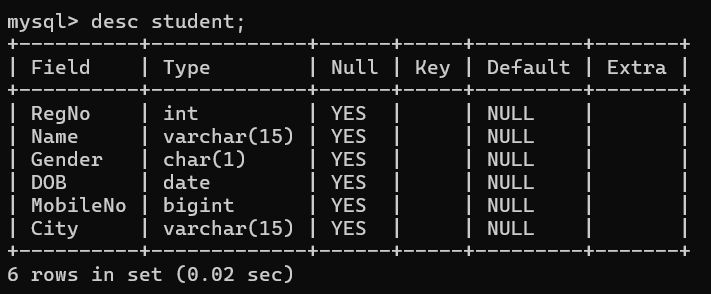 mysql> desc student;
+----------+-------------+------+-----+---------+-------+
| Field    | Type        | Null | Key | Default | Extra |
+----------+-------------+------+-----+---------+-------+
| RegNo    | int         | YES  |     | NULL    |       |
| Name     | varchar(15) | YES  |     | NULL    |       |
| Gender   | char(1)     | YES  |     | NULL    |       |
| DOB      | date        | YES  |     | NULL    |       |
| MobileNo | bigint      | YES  |     | NULL    |       |
| City     | varchar(15) | YES  |     | NULL    |       |
+----------+-------------+------+-----+---------+-------+
6 rows in set (0.02 sec)